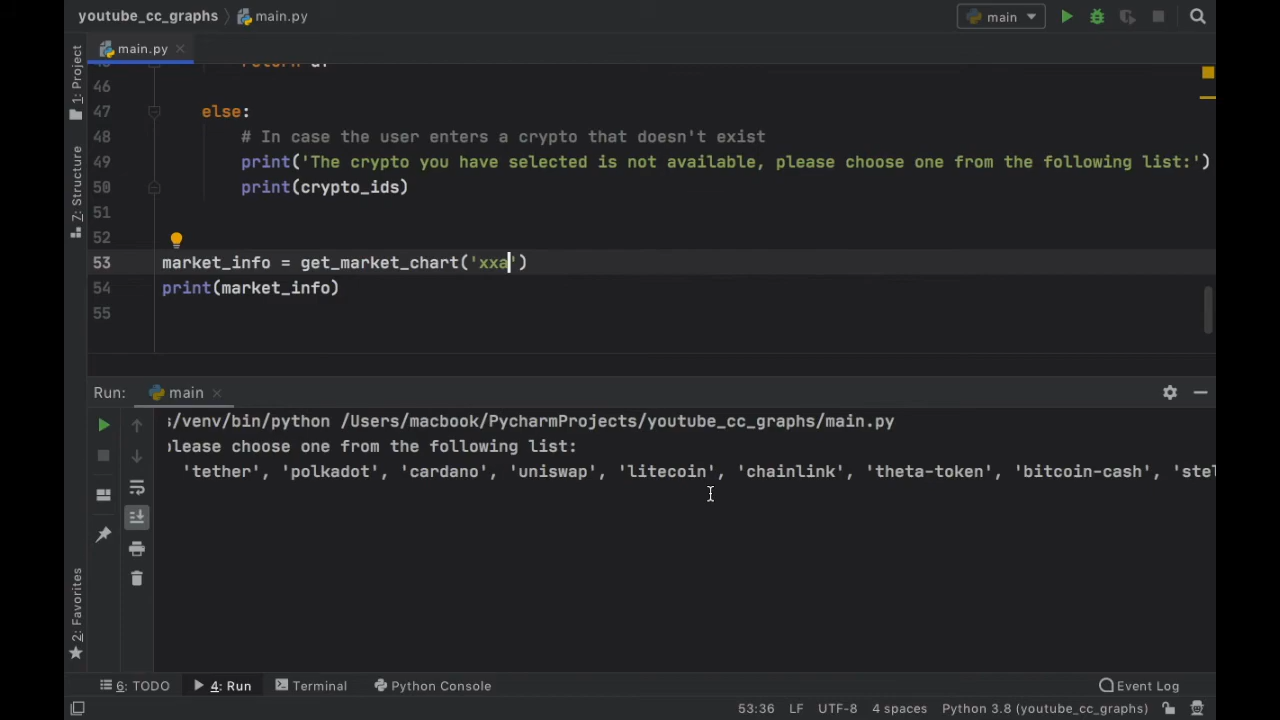 youtube_cc_graphs main.py main
main.py
1: Project
7: Structure
2: Favorites
46
47 else:
48 # In case the user enters a crypto that doesn't exist
49 print('The crypto you have selected is not available, please choose one from the following list:')
50 print(crypto_ids)
51
52
53 market_info = get_market_chart('xxa')
54 print(market_info)
55
Run: main
s/venv/bin/python /Users/macbook/PycharmProjects/youtube_cc_graphs/main.py
please choose one from the following list:
'tether', 'polkadot', 'cardano', 'uniswap', 'litecoin', 'chainlink', 'theta-token', 'bitcoin-cash', 'stel
6: TODO 4: Run Terminal Python Console Event Log
53:36 LF UTF-8 4 spaces Python 3.8 (youtube_cc_graphs)